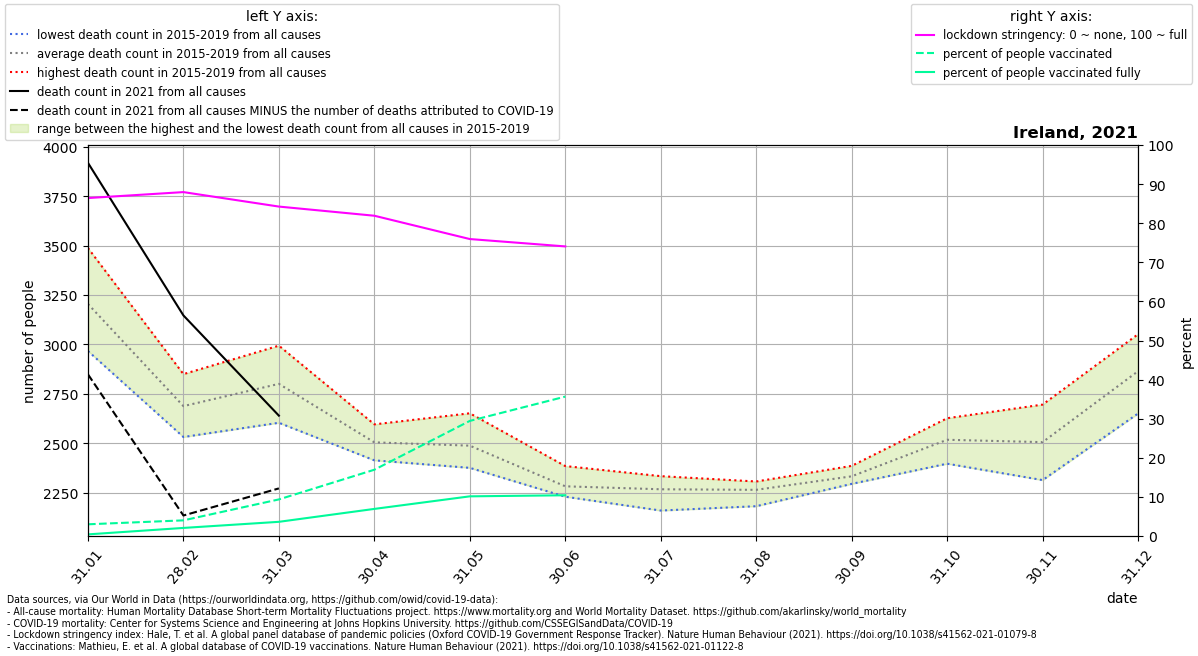 left Y axis:
lowest death count in 2015-2019 from all causes
average death count in 2015-2019 from all causes
highest death count in 2015-2019 from all causes
death count in 2021 from all causes
death count in 2021 from all causes MINUS the number of deaths attributed to COVID-19
range between the highest and the lowest death count from all causes in 2015-2019
right Y axis:
lockdown stringency: 0 ~ none, 100 ~ full
percent of people vaccinated
percent of people vaccinated fully
Ireland, 2021
number of people
4000
3750
3500
3250
3000
2750
2500
2250
100
90
80
70
60
50
40
30
20
10
0
percent
31.01
28.02
31.03
30.04
31.05
30.06
31.07
31.08
30.09
31.10
30.11
31.12
date
Data sources, via Our World in Data (https://ourworldindata.org, https://github.com/owid/covid-19-data):
- All-cause mortality: Human Mortality Database Short-term Mortality Fluctuations project. https://www.mortality.org and World Mortality Dataset. https://github.com/akarlinsky/world_mortality
- COVID-19 mortality: Center for Systems Science and Engineering at Johns Hopkins University. https://github.com/CSSEGISandData/COVID-19
- Lockdown stringency index: Hale, T. et al. A global panel database of pandemic policies (Oxford COVID-19 Government Response Tracker). Nature Human Behaviour (2021). https://doi.org/10.1038/s41562-021-01079-8
- Vaccinations: Mathieu, E. et al. A global database of COVID-19 vaccinations. Nature Human Behaviour (2021). https://doi.org/10.1038/s41562-021-01122-8